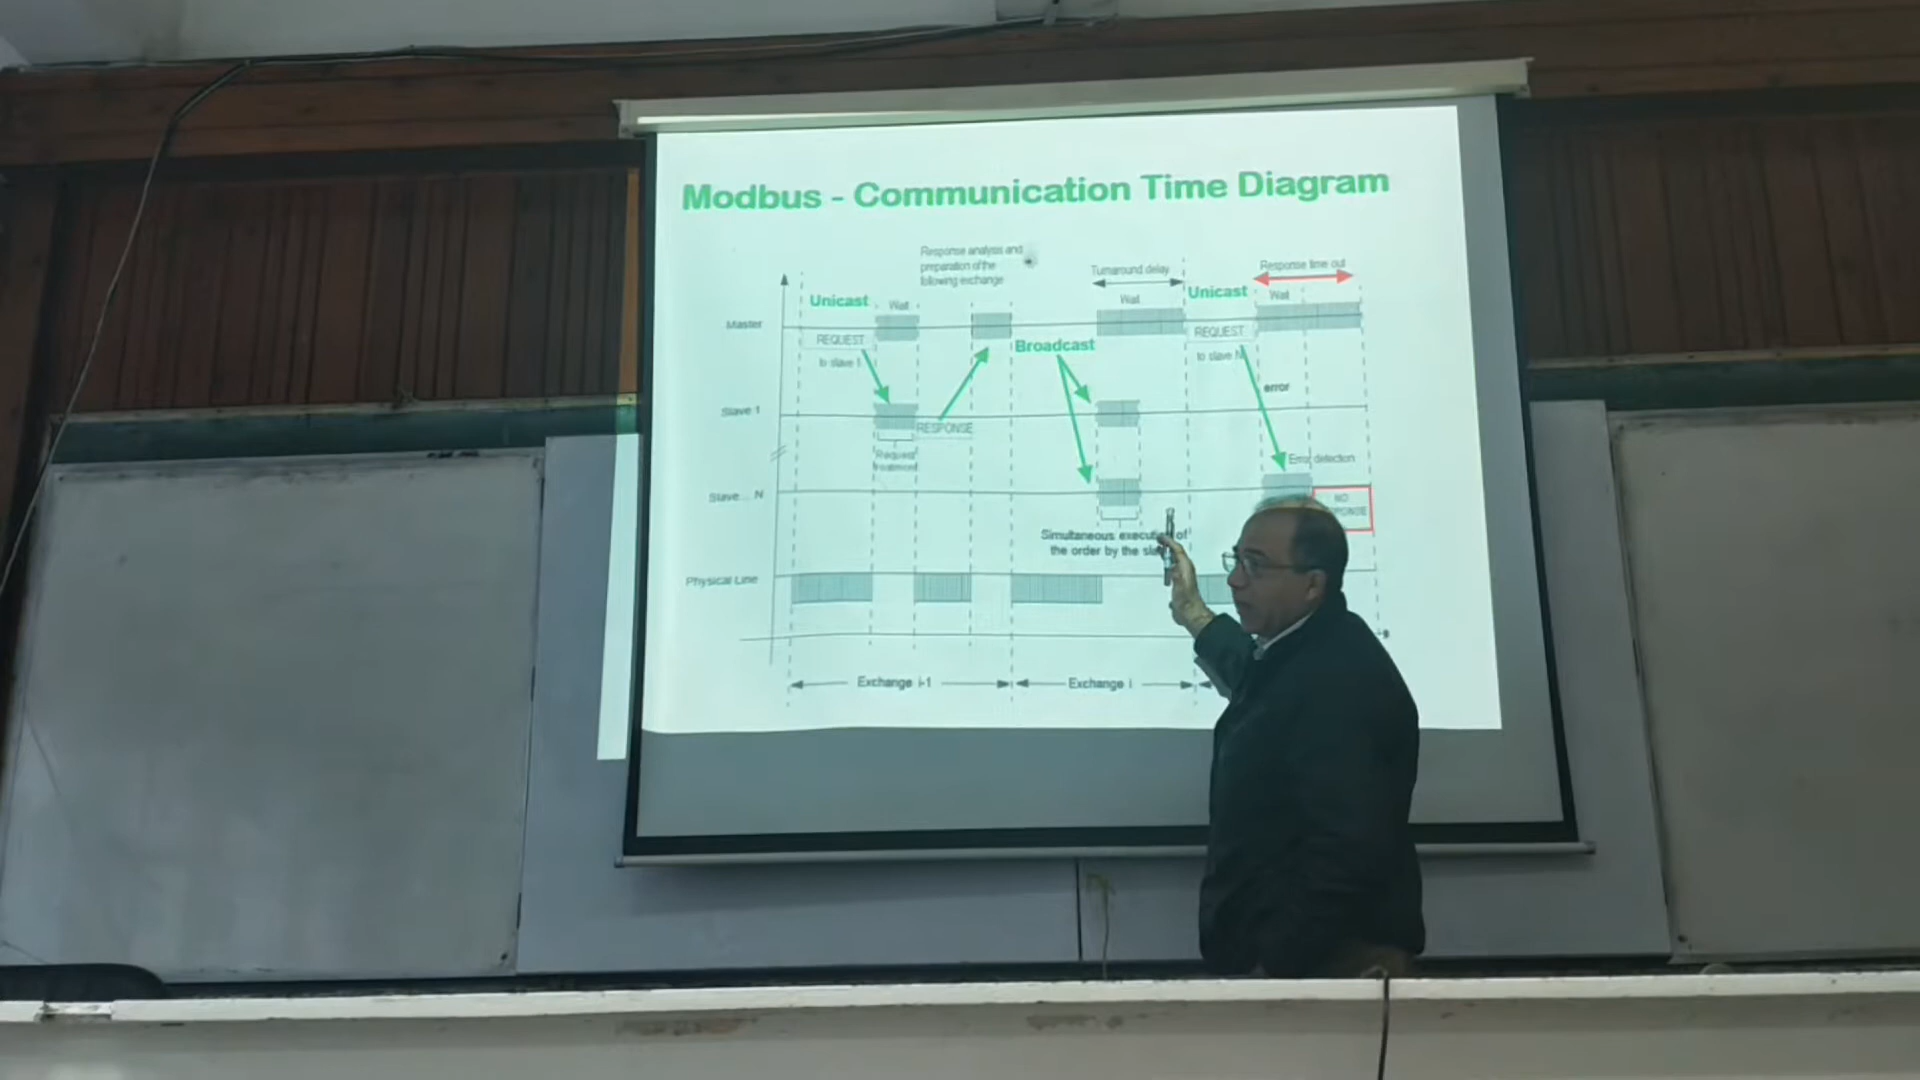 Modbus - Communication Time Diagram
Response analysis and
preparation of the
following exchange
Turnaround delay
Response time out
Unicast
Wait
Wait
Unicast
Wait
Master
REQUEST
to slave 1
Broadcast
REQUEST
to slave N
error
Slave 1
RESPONSE
Request
treatment
Error detection
Slave... N
NO
Simultaneous of
the order by the
Physical Line
Exchange i-1
Exchange i